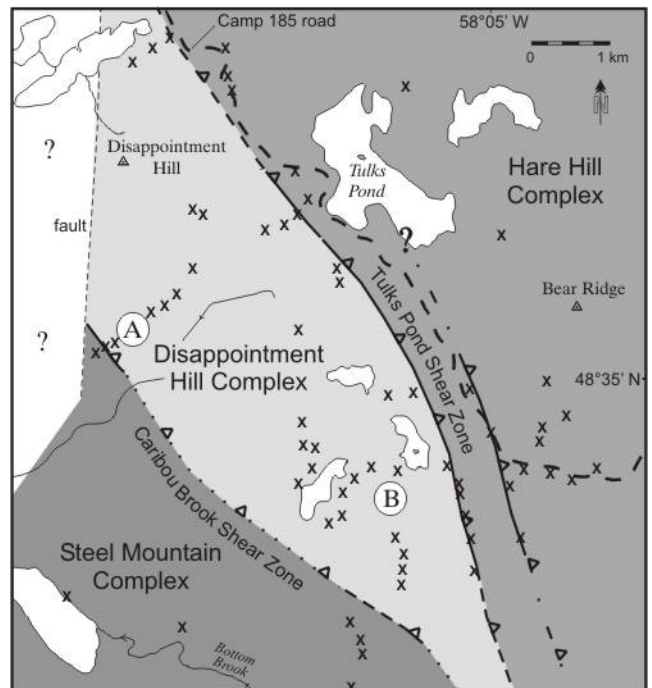 Camp 185 road
58°05' W
0 1 km
N
?
Disappointment
Hill
Tulks
Pond
Hare Hill
Complex
fault
?
Bear Ridge
?
A
Tulks Pond Shear Zone
Disappointment
Hill Complex
48°35' N
Caribou Brook Shear Zone
B
Steel Mountain
Complex
Bottom
Brook